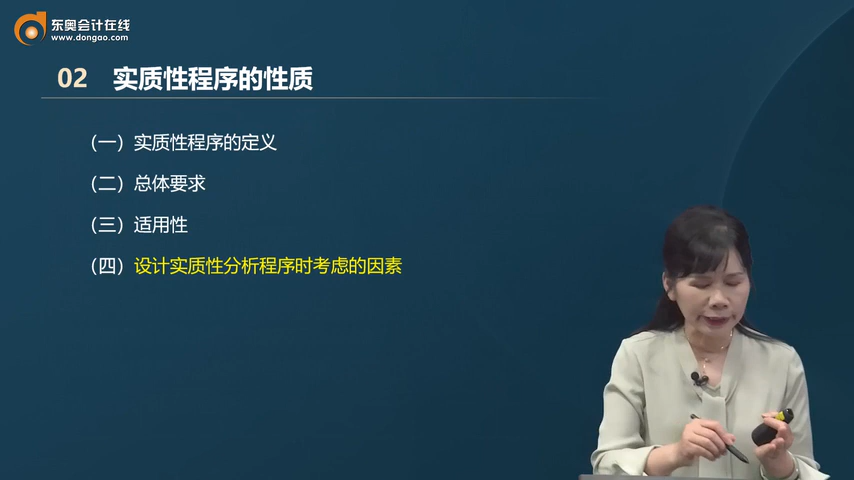 东奥会计在线
www.dongao.com
02 实质性程序的性质
（一）实质性程序的定义
（二）总体要求
（三）适用性
（四）设计实质性分析程序时考虑的因素